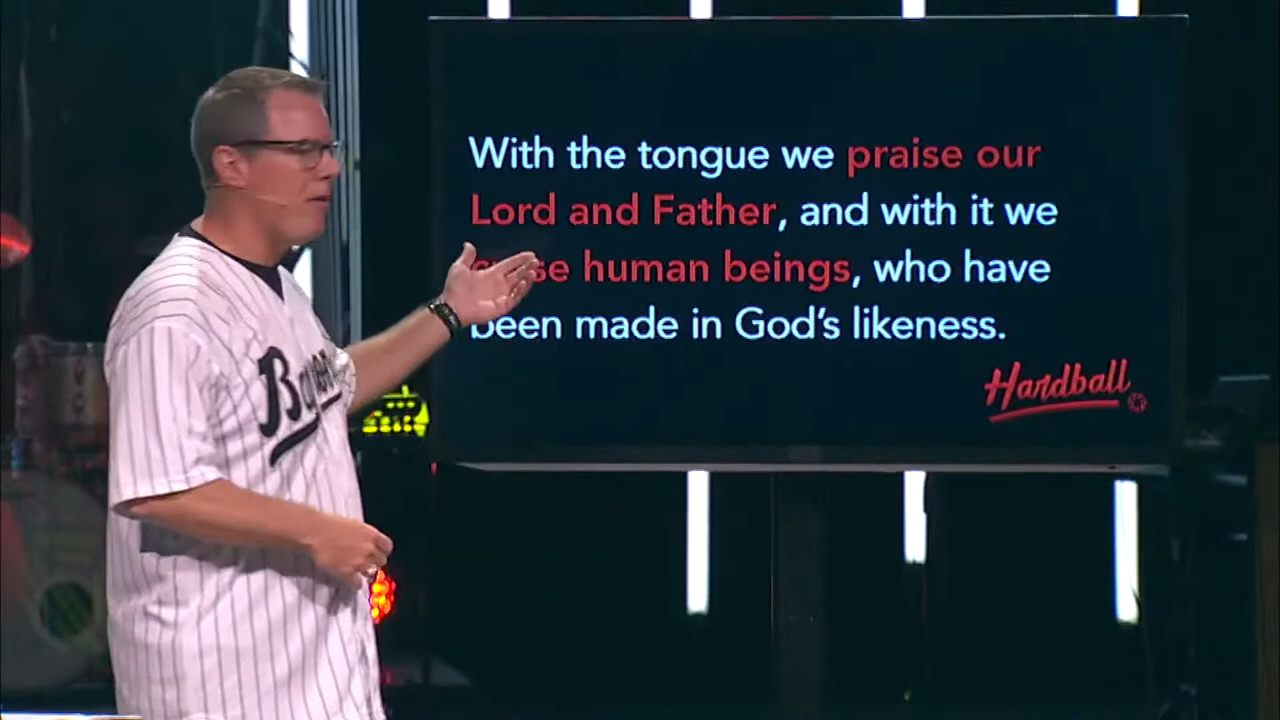 With the tongue we praise our
Lord and Father, and with it we
curse human beings, who have
been made in God's likeness.
Hardball